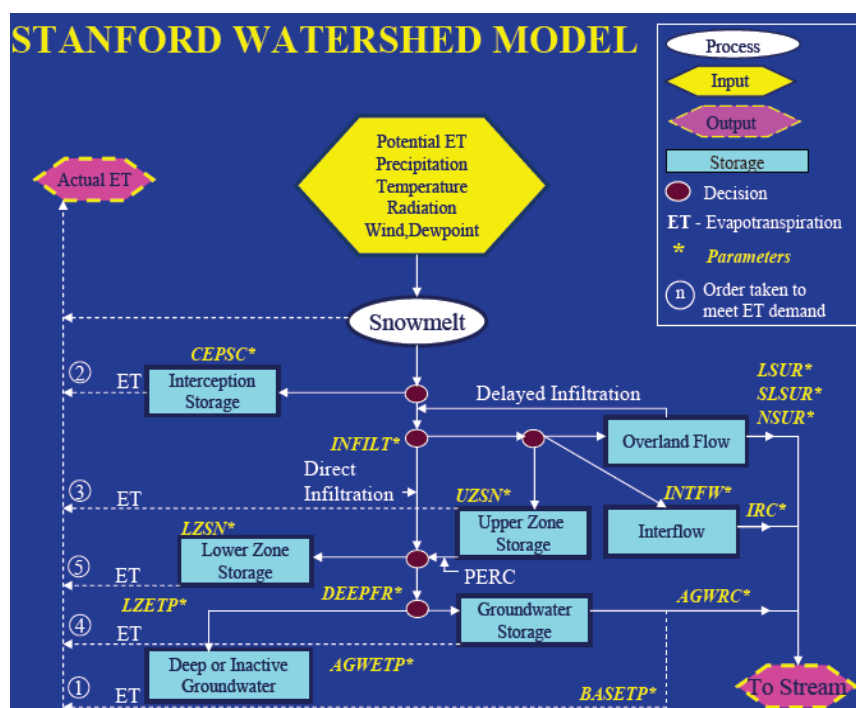 STANFORD WATERSHED MODEL
Process
Input
Output
Storage
Decision
ET - Evapotranspiration
* Parameters
n Order taken to
meet ET demand
Potential ET
Precipitation
Temperature
Radiation
Wind,Dewpoint
Actual ET
Snowmelt
CEPSC*
2
ET
Interception
Storage
Delayed Infiltration
LSUR*
SLSUR*
NSUR*
INFILT*
Overland Flow
Direct
Infiltration
3
ET
UZSN*
INTFW*
Upper Zone
Storage
Interflow
IRC*
LZSN*
Lower Zone
Storage
5
ET
PERC
LZETP*
DEEPFR*
Groundwater
Storage
AGWRC*
4
ET
Deep or Inactive
Groundwater
AGWETP*
1
ET
BASETP*
To Stream